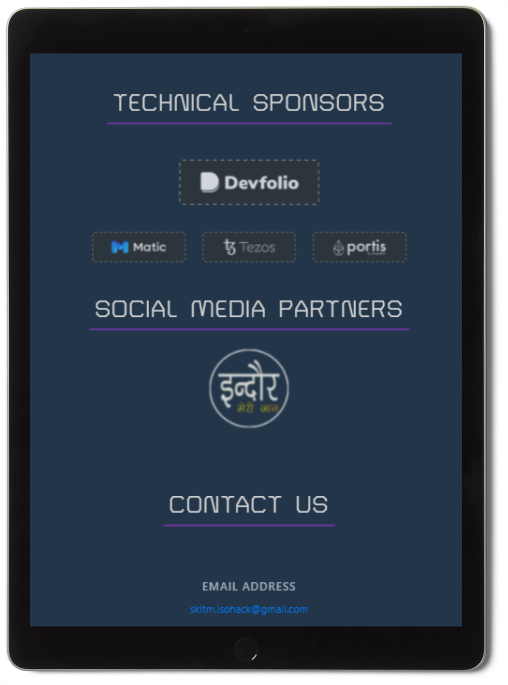 TECHNICAL SPONSORS
Devfolio
Matic
Tezos
portis
SOCIAL MEDIA PARTNERS
इन्दौर
मेरी जान
CONTACT US
EMAIL ADDRESS
skitm.isohack@gmail.com